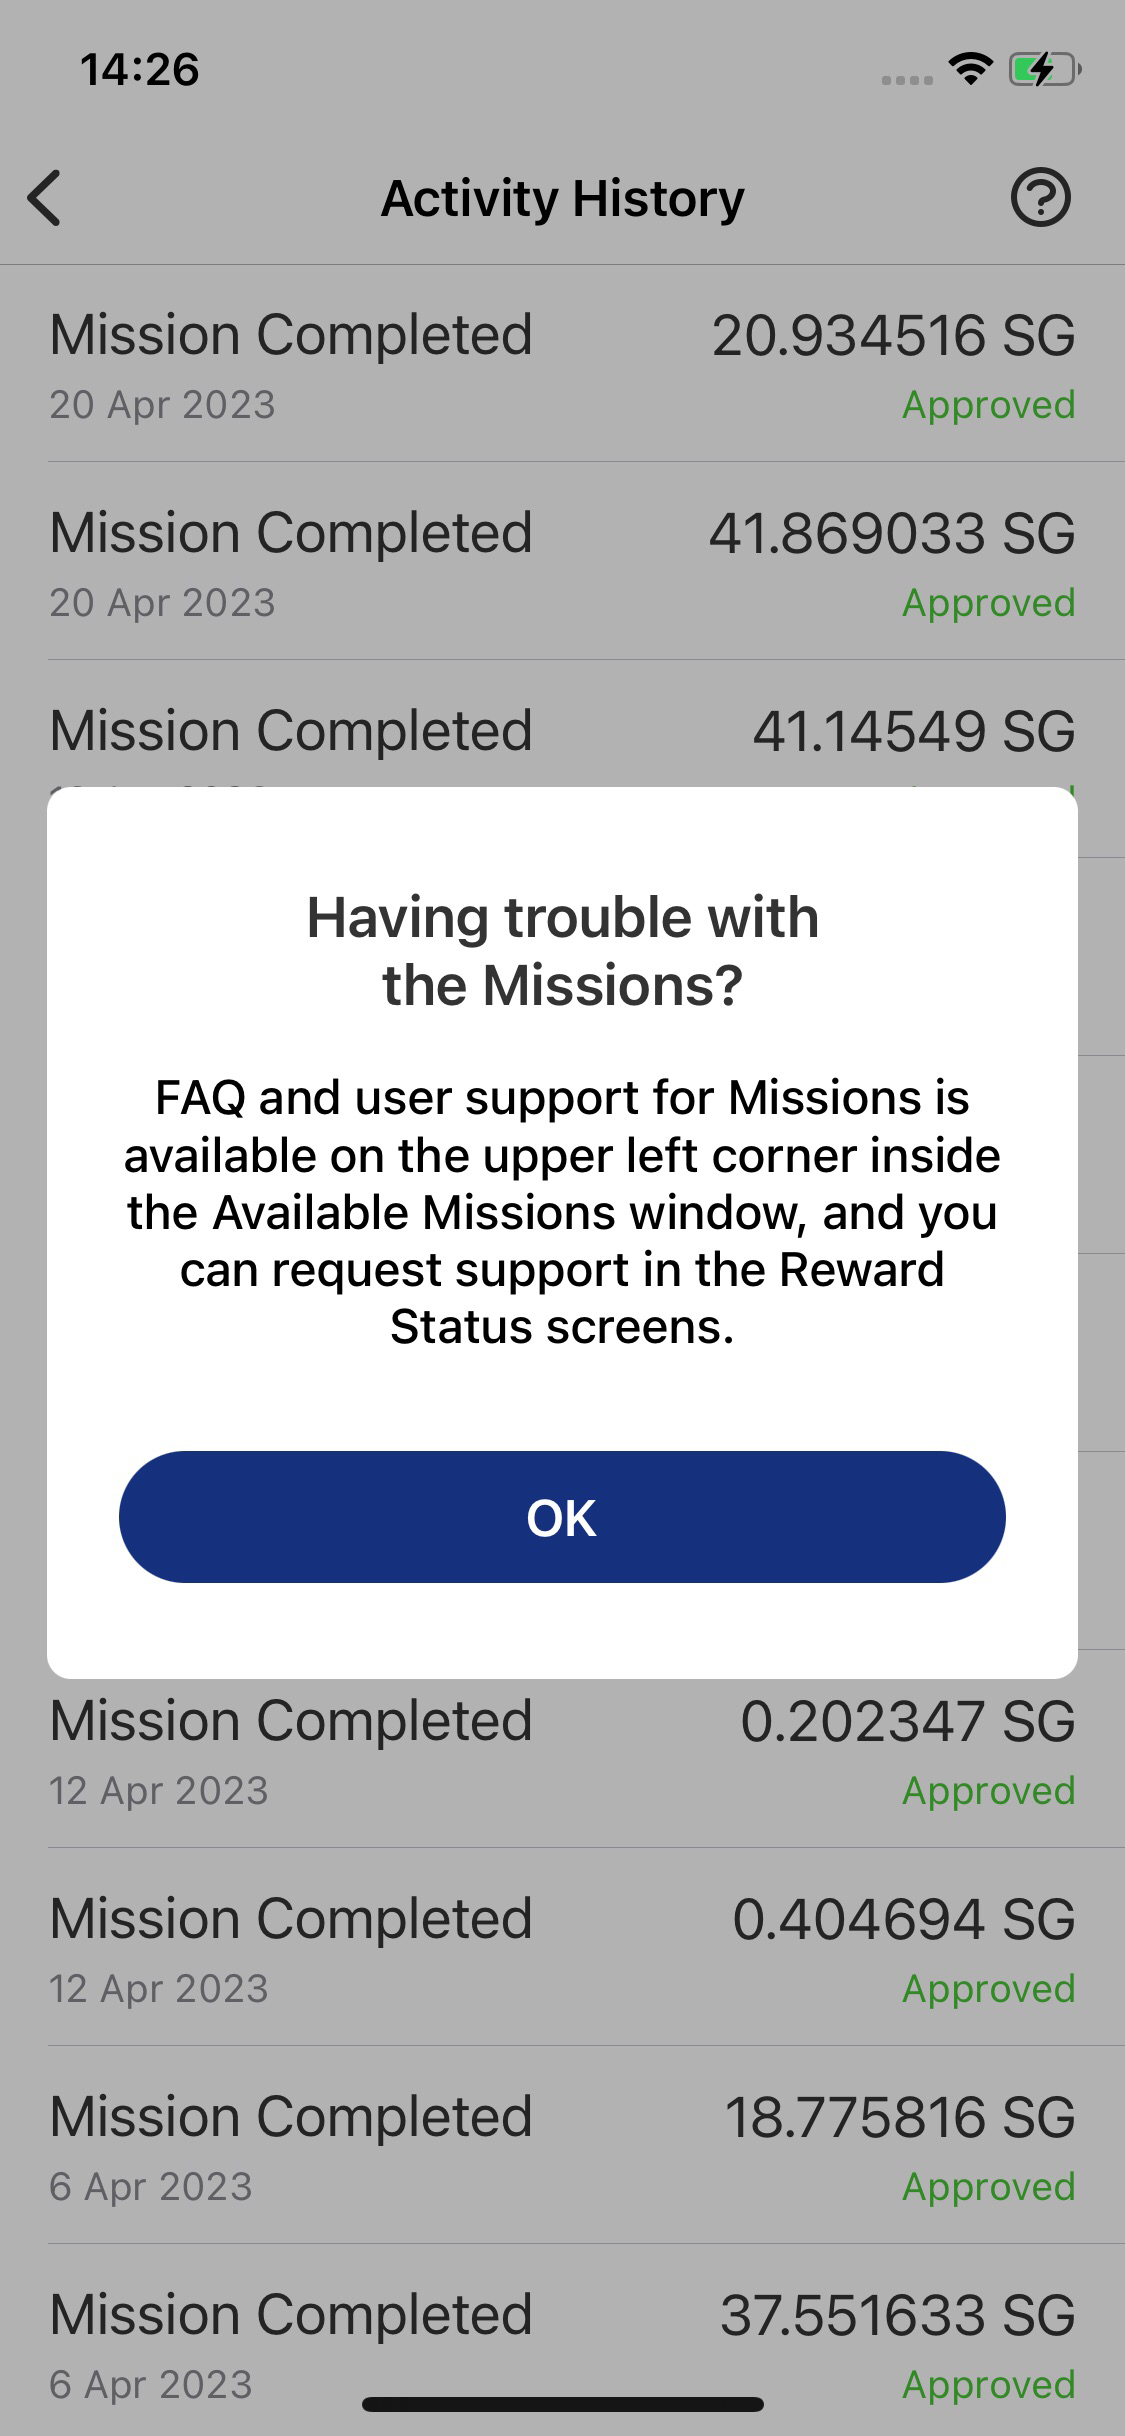 14:26
Activity History
Mission Completed 20.934516 SG
20 Apr 2023 Approved
Mission Completed 41.869033 SG
20 Apr 2023 Approved
Mission Completed 41.14549 SG
Having trouble with
the Missions?
FAQ and user support for Missions is
available on the upper left corner inside
the Available Missions window, and you
can request support in the Reward
Status screens.
OK
Mission Completed 0.202347 SG
12 Apr 2023 Approved
Mission Completed 0.404694 SG
12 Apr 2023 Approved
Mission Completed 18.775816 SG
6 Apr 2023 Approved
Mission Completed 37.551633 SG
6 Apr 2023 Approved